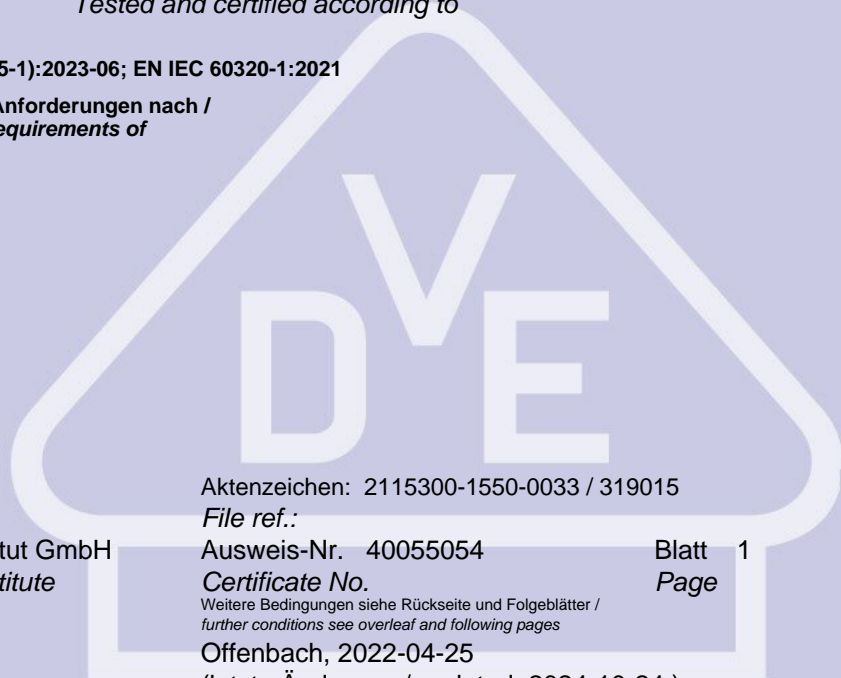 Tested and certified according to
5-1):2023-06; EN IEC 60320-1:2021
Anforderungen nach /
equirements of
V
D E
Aktenzeichen: 2115300-1550-0033 / 319015
File ref.:
tut GmbH Ausweis-Nr. 40055054 Blatt 1
titute Certificate No. Page
Weitere Bedingungen siehe Rückseite und Folgeblätter /
further conditions see overleaf and following pages
Offenbach, 2022-04-25